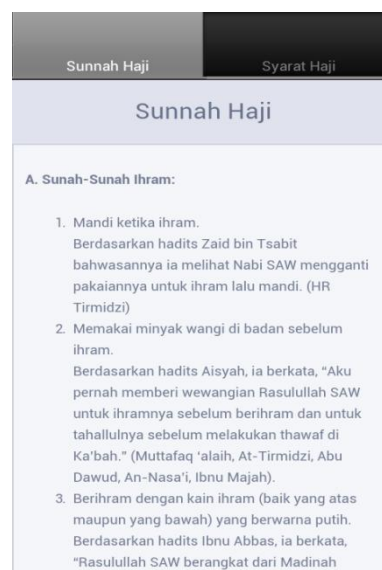 Sunnah Haji Syarat Haji
Sunnah Haji
A. Sunah-Sunah Ihram:
1. Mandi ketika ihram.
Berdasarkan hadits Zaid bin Tsabit
bahwasannya ia melihat Nabi SAW mengganti
pakaiannya untuk ihram lalu mandi. (HR
Tirmidzi)
2. Memakai minyak wangi di badan sebelum
ihram.
Berdasarkan hadits Aisyah, ia berkata, “Aku
pernah memberi wewangian Rasulullah SAW
untuk ihramnya sebelum berihram dan untuk
tahallulnya sebelum melakukan thawaf di
Ka'bah.” (Muttafaq ‘alaih, At-Tirmidzi, Abu
Dawud, An-Nasa’i, Ibnu Majah).
3. Berihram dengan kain ihram (baik yang atas
maupun yang bawah) yang berwarna putih.
Berdasarkan hadits Ibnu Abbas, ia berkata,
“Rasulullah SAW berangkat dari Madinah